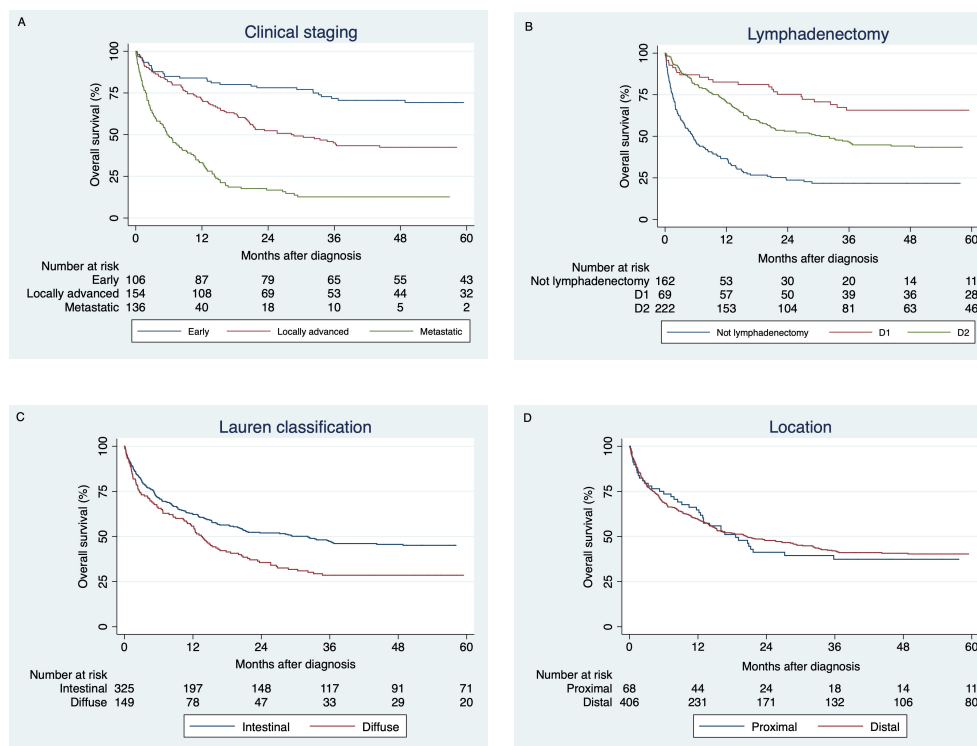 A
Clinical staging
Overall survival (%)
100
75
50
25
0
0 12 24 36 48 60
Months after diagnosis
Number at risk
Early 106 87 79 65 55 43
Locally advanced 154 108 69 53 44 32
Metastatic 136 40 18 10 5 2
Early Locally advanced Metastatic
B
Lymphadenectomy
Overall survival (%)
100
75
50
25
0
0 12 24 36 48 60
Months after diagnosis
Number at risk
Not lymphadenectomy 162 53 30 20 14 11
D1 69 57 50 39 36 28
D2 222 153 104 81 63 46
Not lymphadenectomy D1 D2
C
Lauren classification
Overall survival (%)
100
75
50
25
0
0 12 24 36 48 60
Months after diagnosis
Number at risk
Intestinal 325 197 148 117 91 71
Diffuse 149 78 47 33 29 20
Intestinal Diffuse
D
Location
Overall survival (%)
100
75
50
25
0
0 12 24 36 48 60
Months after diagnosis
Number at risk
Proximal 68 44 24 18 14 11
Distal 406 231 171 132 106 80
Proximal Distal